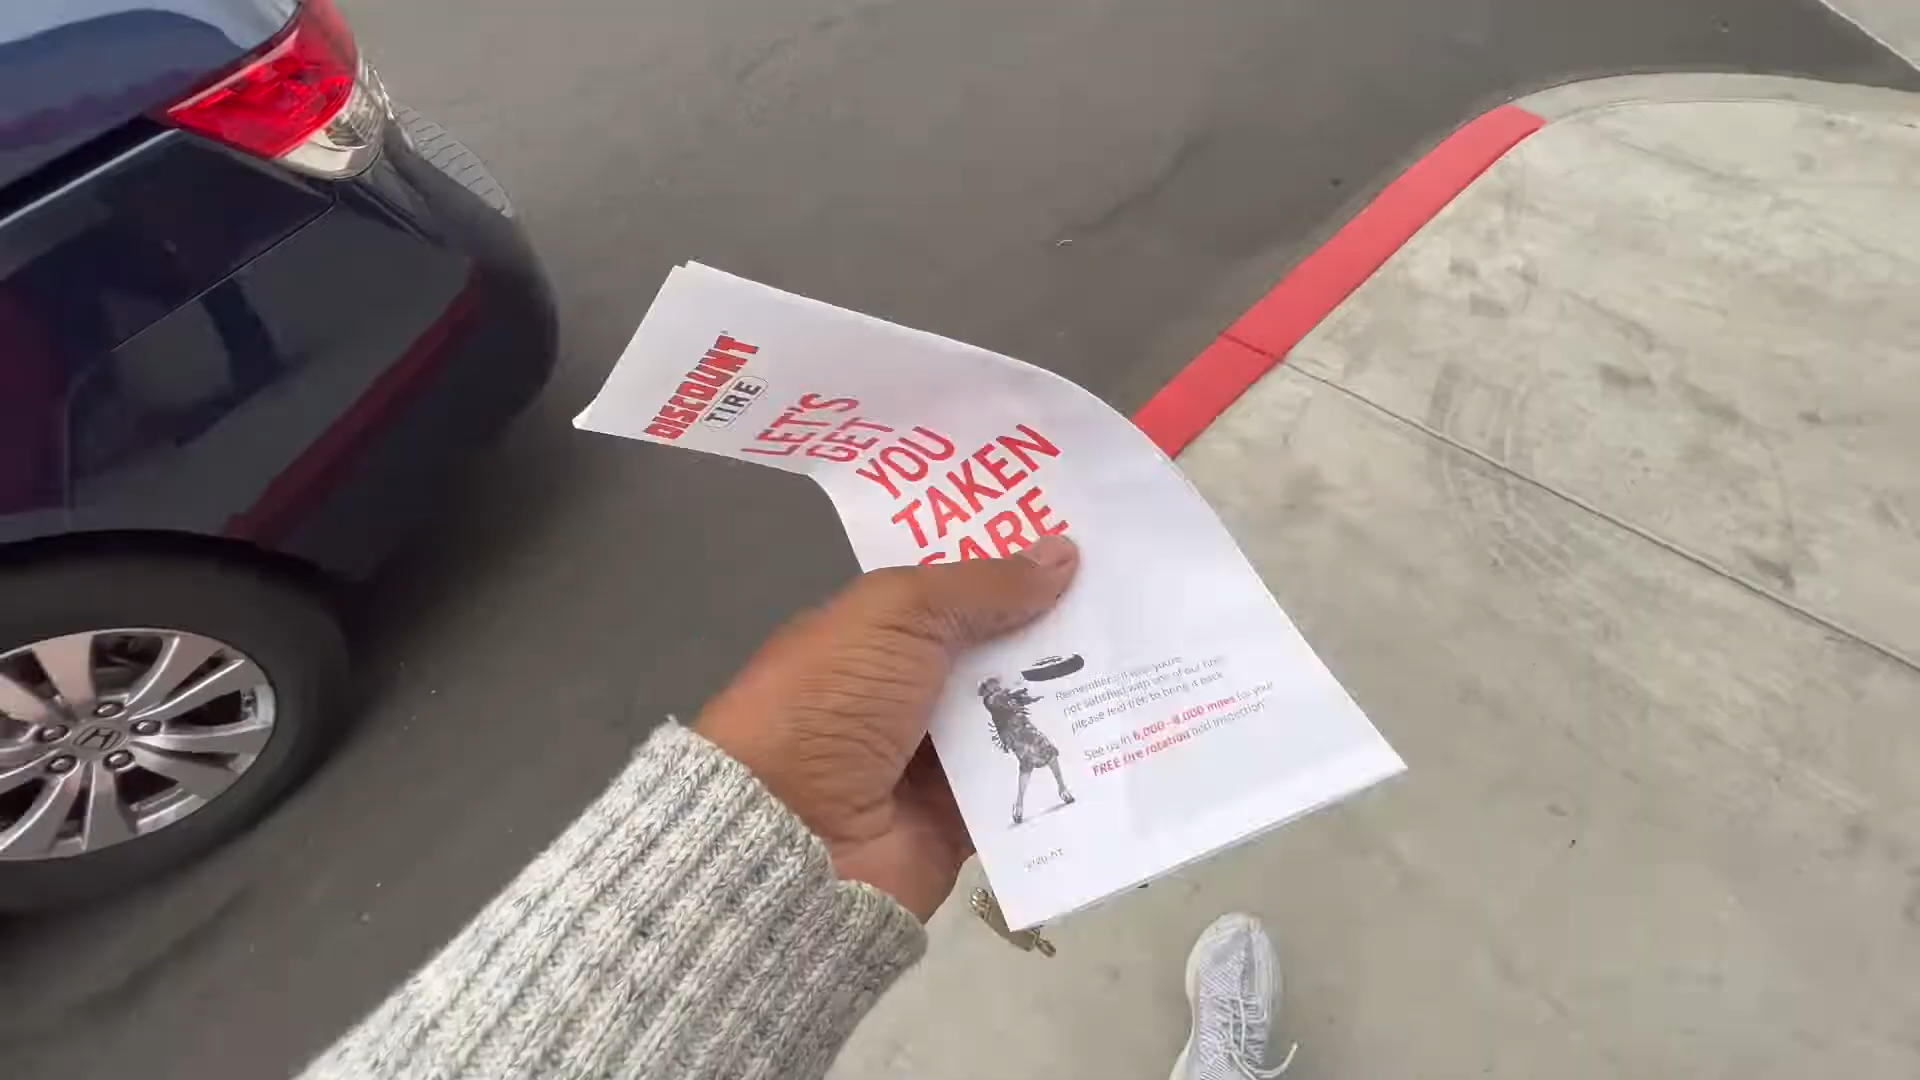 DISCOUNT
TIRE
LET'S
GET
YOU
TAKEN
CARE
Remember, if you're
not satisfied with one of our tires
please feel free to bring it back
See us in 6,000 - 8,000 miles for your
FREE tire rotation and inspection